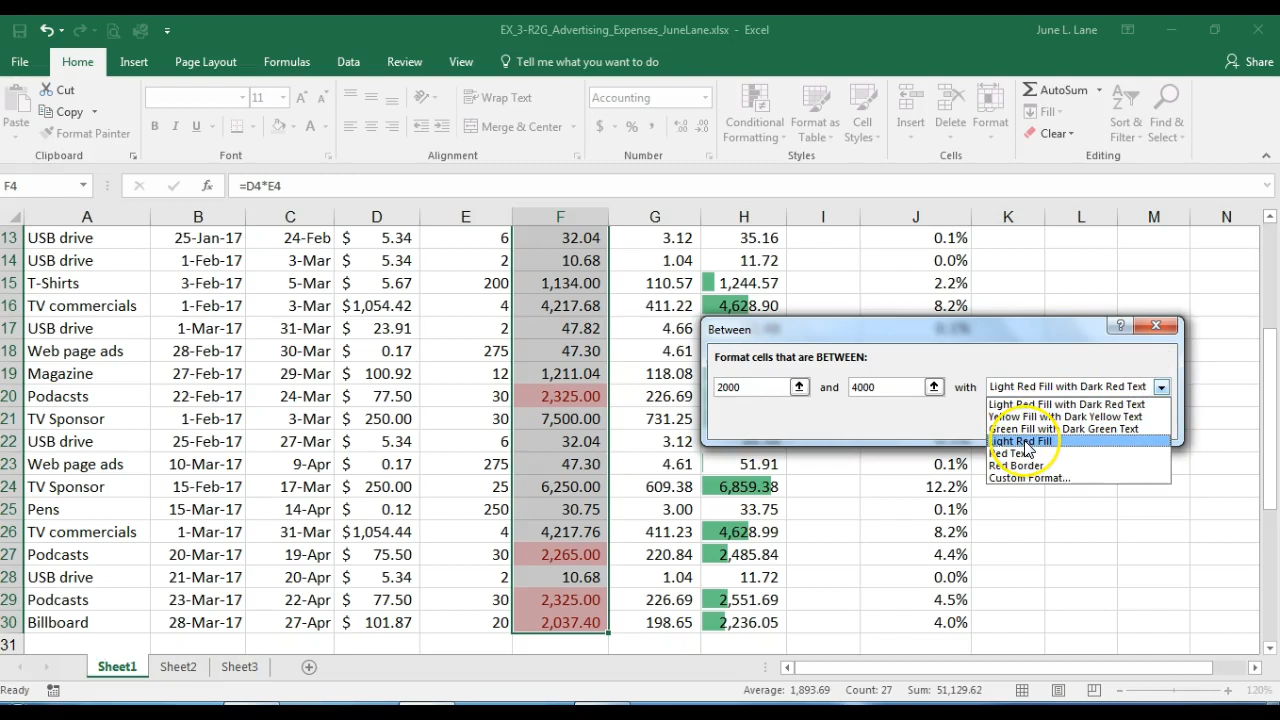 EX_3-R2G_Advertising_Expenses_JuneLane.xlsx - Excel
June L. Lane
File Home Insert Page Layout Formulas Data Review View Tell me what you want to do Share
Paste Cut Copy Format Painter Clipboard
11 B I U A A A Font
Wrap Text Merge & Center Alignment
Accounting $ % , Number
Conditional Formatting Format as Table Cell Styles Styles
Insert Delete Format Cells
AutoSum Fill Clear Sort & Filter Find & Select Editing
F4 fx =D4*E4
A B C D E F G H I J K L M N
13 USB drive 25-Jan-17 24-Feb $ 5.34 6 32.04 3.12 35.16 0.1%
14 USB drive 1-Feb-17 3-Mar $ 5.34 2 10.68 1.04 11.72 0.0%
15 T-Shirts 3-Feb-17 5-Mar $ 5.67 200 1,134.00 110.57 1,244.57 2.2%
16 TV commercials 1-Feb-17 3-Mar $1,054.42 4 4,217.68 411.22 4,628.90 8.2%
17 USB drive 1-Mar-17 31-Mar $ 23.91 2 47.82 4.66
18 Web page ads 28-Feb-17 30-Mar $ 0.17 275 47.30 4.61
19 Magazine 27-Feb-17 29-Mar $ 100.92 12 1,211.04 118.08
20 Podacsts 22-Feb-17 24-Mar $ 77.50 30 2,325.00 226.69
21 TV Sponsor 1-Feb-17 3-Mar $ 250.00 30 7,500.00 731.25
22 USB drive 25-Feb-17 27-Mar $ 5.34 6 32.04 3.12
23 Web page ads 10-Mar-17 9-Apr $ 0.17 275 47.30 4.61 51.91 0.1%
24 TV Sponsor 15-Feb-17 17-Mar $ 250.00 25 6,250.00 609.38 6,859.38 12.2%
25 Pens 15-Mar-17 14-Apr $ 0.12 250 30.75 3.00 33.75 0.1%
26 TV commercials 1-Mar-17 31-Mar $1,054.44 4 4,217.76 411.23 4,628.99 8.2%
27 Podcasts 20-Mar-17 19-Apr $ 75.50 30 2,265.00 220.84 2,485.84 4.4%
28 USB drive 21-Mar-17 20-Apr $ 5.34 2 10.68 1.04 11.72 0.0%
29 Podcasts 23-Mar-17 22-Apr $ 77.50 30 2,325.00 226.69 2,551.69 4.5%
30 Billboard 28-Mar-17 27-Apr $ 101.87 20 2,037.40 198.65 2,236.05 4.0%
31
Between
Format cells that are BETWEEN:
2000 and 4000 with Light Red Fill with Dark Red Text
Light Red Fill with Dark Red Text
Yellow Fill with Dark Yellow Text
Green Fill with Dark Green Text
Light Red Fill
Red Text
Red Border
Custom Format...
Sheet1 Sheet2 Sheet3
Ready Average: 1,893.69 Count: 27 Sum: 51,129.62 120%